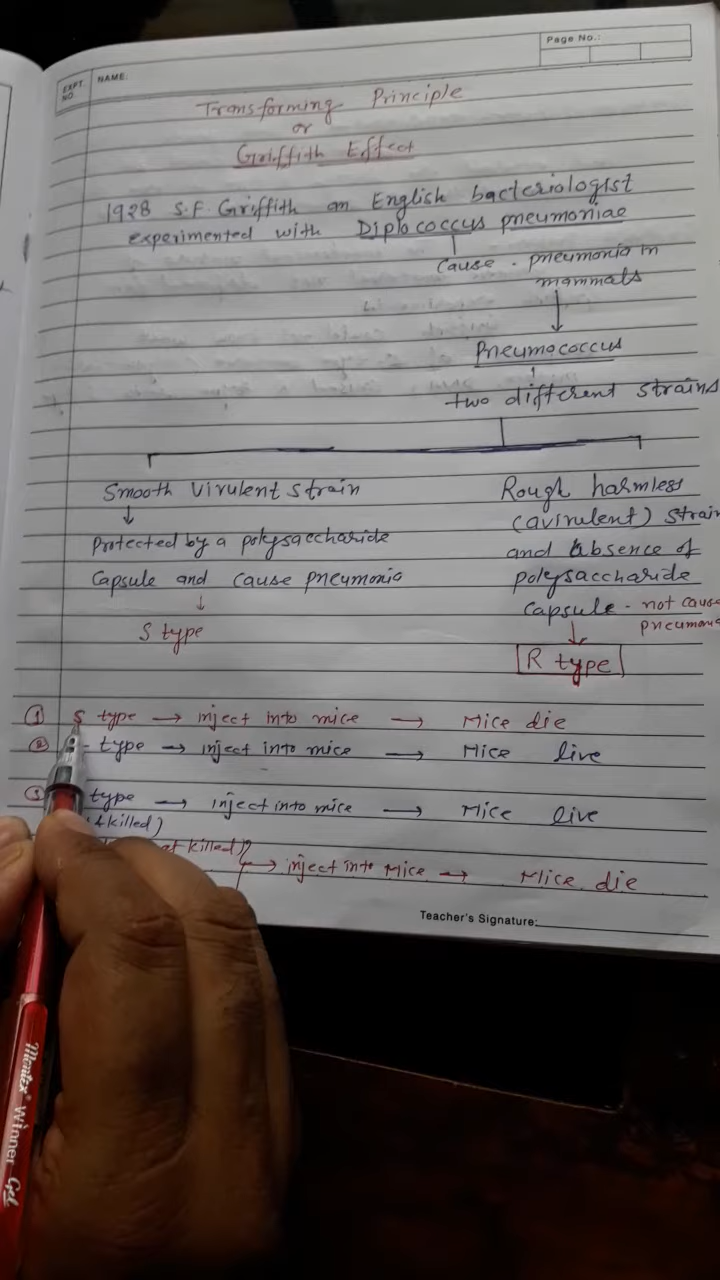 Page No.:
EXPT. NO.
NAME:
Transforming Principle
or
Griffith Effect
1928 S.F. Griffith an English bacteriologist
experimented with Diplococcus pneumoniae
Cause - pneumonia in
mammals
Pneumococcus
two different strains
Smooth Virulent strain
↓
Protected by a polysaccharide
Capsule and cause pneumonia
↓
S type
Rough harmless
(avirulent) strain
and Absence of
polysaccharide
Capsule - not cause
pneumonia
R type
① S type → inject into mice → Mice die
② - type → inject into mice → Mice live
③ type → inject into mice → Mice live
killed)
killed)
→ inject into Mice → Mice die
Teacher's Signature:
Montex Winner Gel